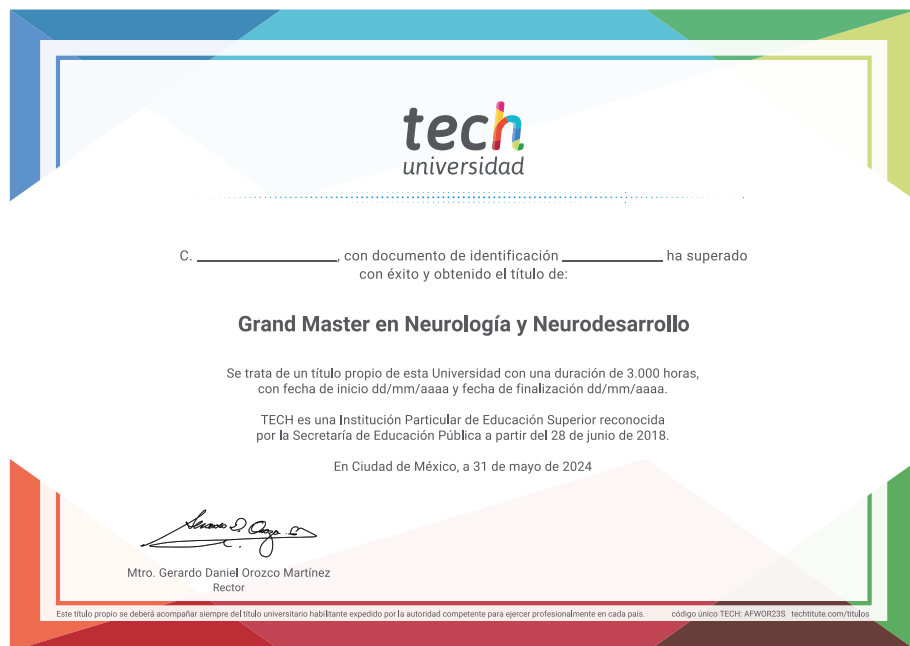 tech
universidad
C. ____________, con documento de identificación ____________ ha superado
con éxito y obtenido el título de:
Grand Master en Neurología y Neurodesarrollo
Se trata de un título propio de esta Universidad con una duración de 3.000 horas,
con fecha de inicio dd/mm/aaaa y fecha de finalización dd/mm/aaaa.
TECH es una Institución Particular de Educación Superior reconocida
por la Secretaría de Educación Pública a partir del 28 de junio de 2018.
En Ciudad de México, a 31 de mayo de 2024
Mtro. Gerardo Daniel Orozco Martínez
Rector
Este título propio se deberá acompañar siempre del título universitario habilitante expedido por la autoridad competente para ejercer profesionalmente en cada país. código único TECH: AFWOR23S techtitute.com/titulos